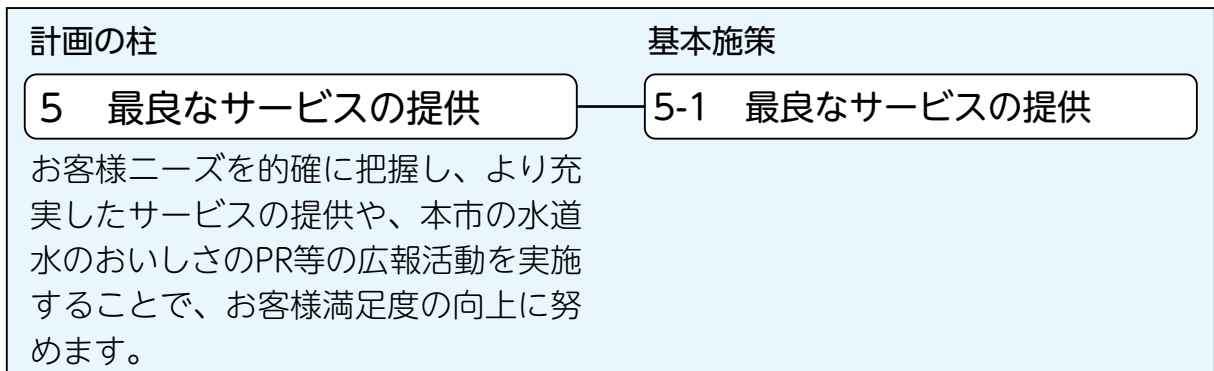 計画の柱
基本施策
5　最良なサービスの提供
5-1　最良なサービスの提供
お客様ニーズを的確に把握し、より充
実したサービスの提供や、本市の水道
水のおいしさのPR等の広報活動を実施
することで、お客様満足度の向上に努
めます。